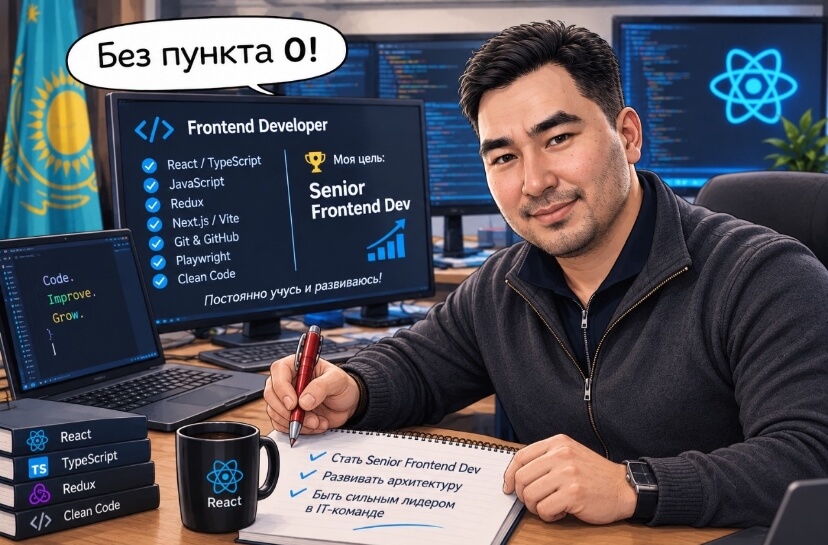 Без пункта 0!
</> Frontend Developer
React / TypeScript
JavaScript
Redux
Next.js / Vite
Git & GitHub
Playwright
Clean Code
Моя цель:
Senior
Frontend Dev
Постоянно учусь и развиваюсь!
Code.
Improve.
Grow.
}
React
TS TypeScript
Redux
</> Clean Code
React
Стать Senior Frontend Dev
Развивать архитектуру
Быть сильным лидером
в IT-команде